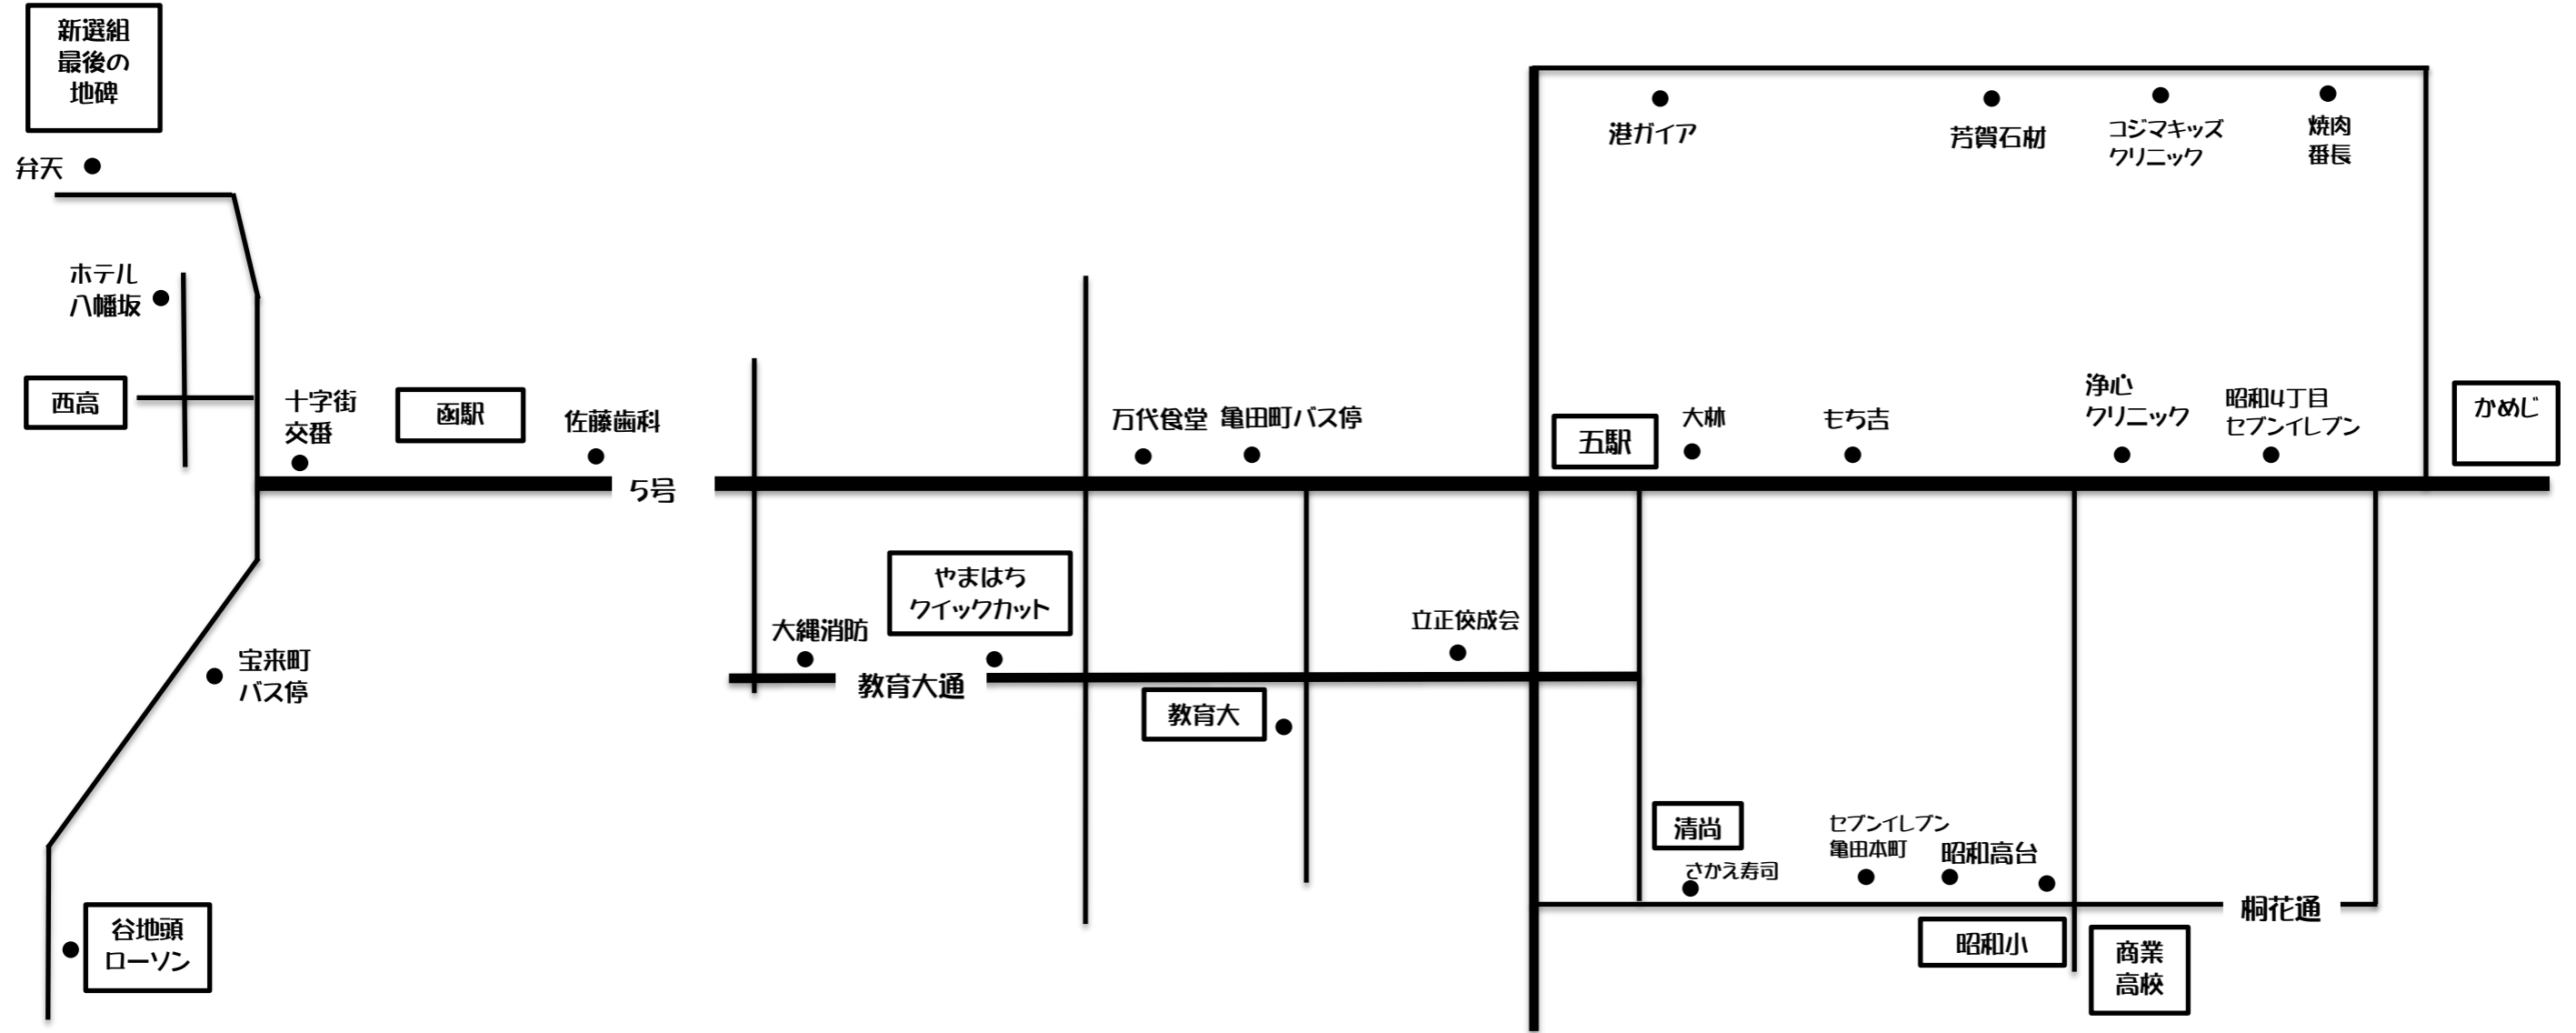 新選組
最後の
地碑
弁天
港ガイア
芳賀石材
コジマキッズ
クリニック
焼肉
番長
ホテル
八幡坂
西高
十字街
交番
函駅
佐藤歯科
5号
万代食堂
亀田町バス停
五駅
大林
もち吉
浄心
クリニック
昭和4丁目
セブンイレブン
かめじ
やまはち
クイックカット
大縄消防
教育大通
立正佼成会
教育大
宝来町
バス停
清尚
さかえ寿司
セブンイレブン
亀田本町
昭和高台
桐花通
昭和小
商業
高校
谷地頭
ローソン